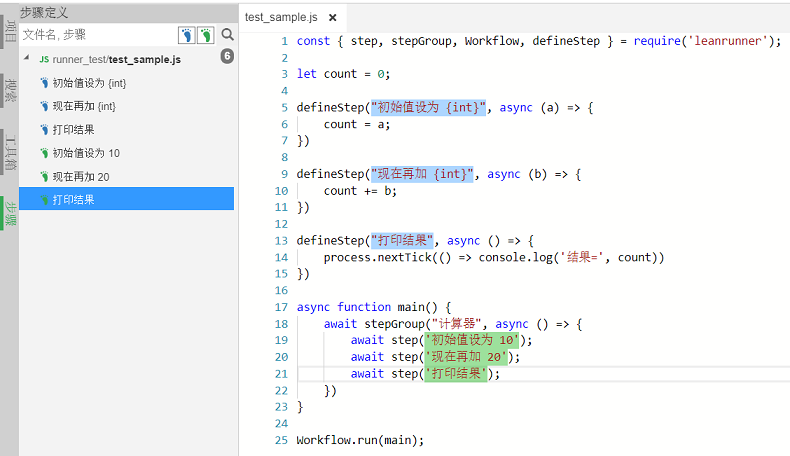 步骤定义
文件名, 步骤
JS runner_test/test_sample.js 6
初始值设为 {int}
现在再加 {int}
打印结果
初始值设为 10
现在再加 20
打印结果
项目
搜索
工具箱
步骤
test_sample.js ×
1 const { step, stepGroup, Workflow, defineStep } = require('leanrunner');
2
3 let count = 0;
4
5 defineStep("初始值设为 {int}", async (a) => {
6 count = a;
7 })
8
9 defineStep("现在再加 {int}", async (b) => {
10 count += b;
11 })
12
13 defineStep("打印结果", async () => {
14 process.nextTick(() => console.log('结果=', count))
15 })
16
17 async function main() {
18 await stepGroup("计算器", async () => {
19 await step('初始值设为 10');
20 await step('现在再加 20');
21 await step('打印结果');
22 })
23 }
24
25 Workflow.run(main);